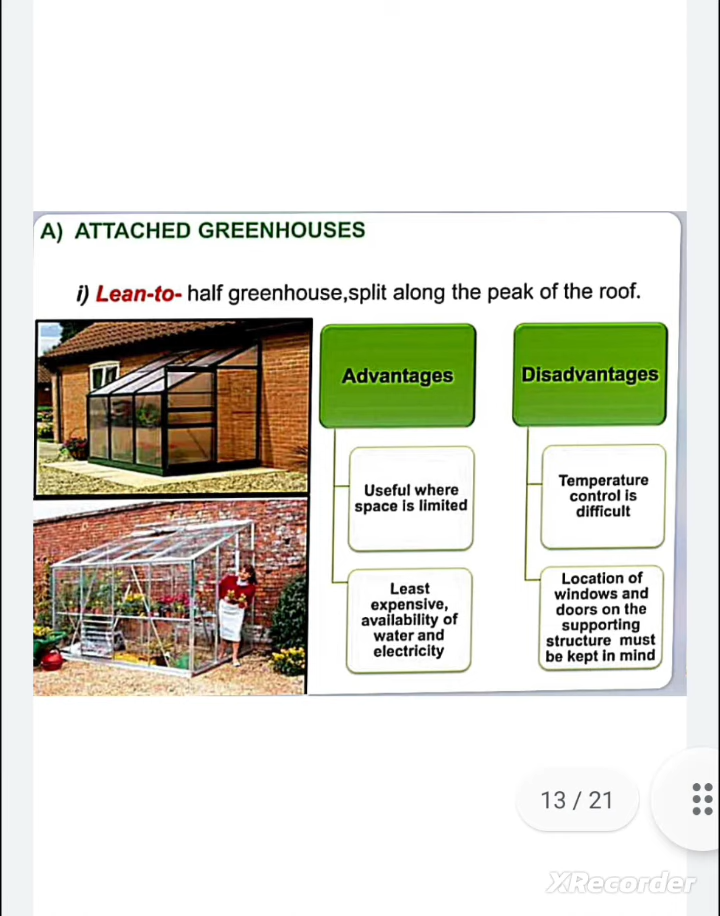 A) ATTACHED GREENHOUSES
i) Lean-to- half greenhouse,split along the peak of the roof.
Advantages
Useful where
space is limited
Least
expensive,
availability of
water and
electricity
Disadvantages
Temperature
control is
difficult
Location of
windows and
doors on the
supporting
structure must
be kept in mind
13 / 21
XRecorder